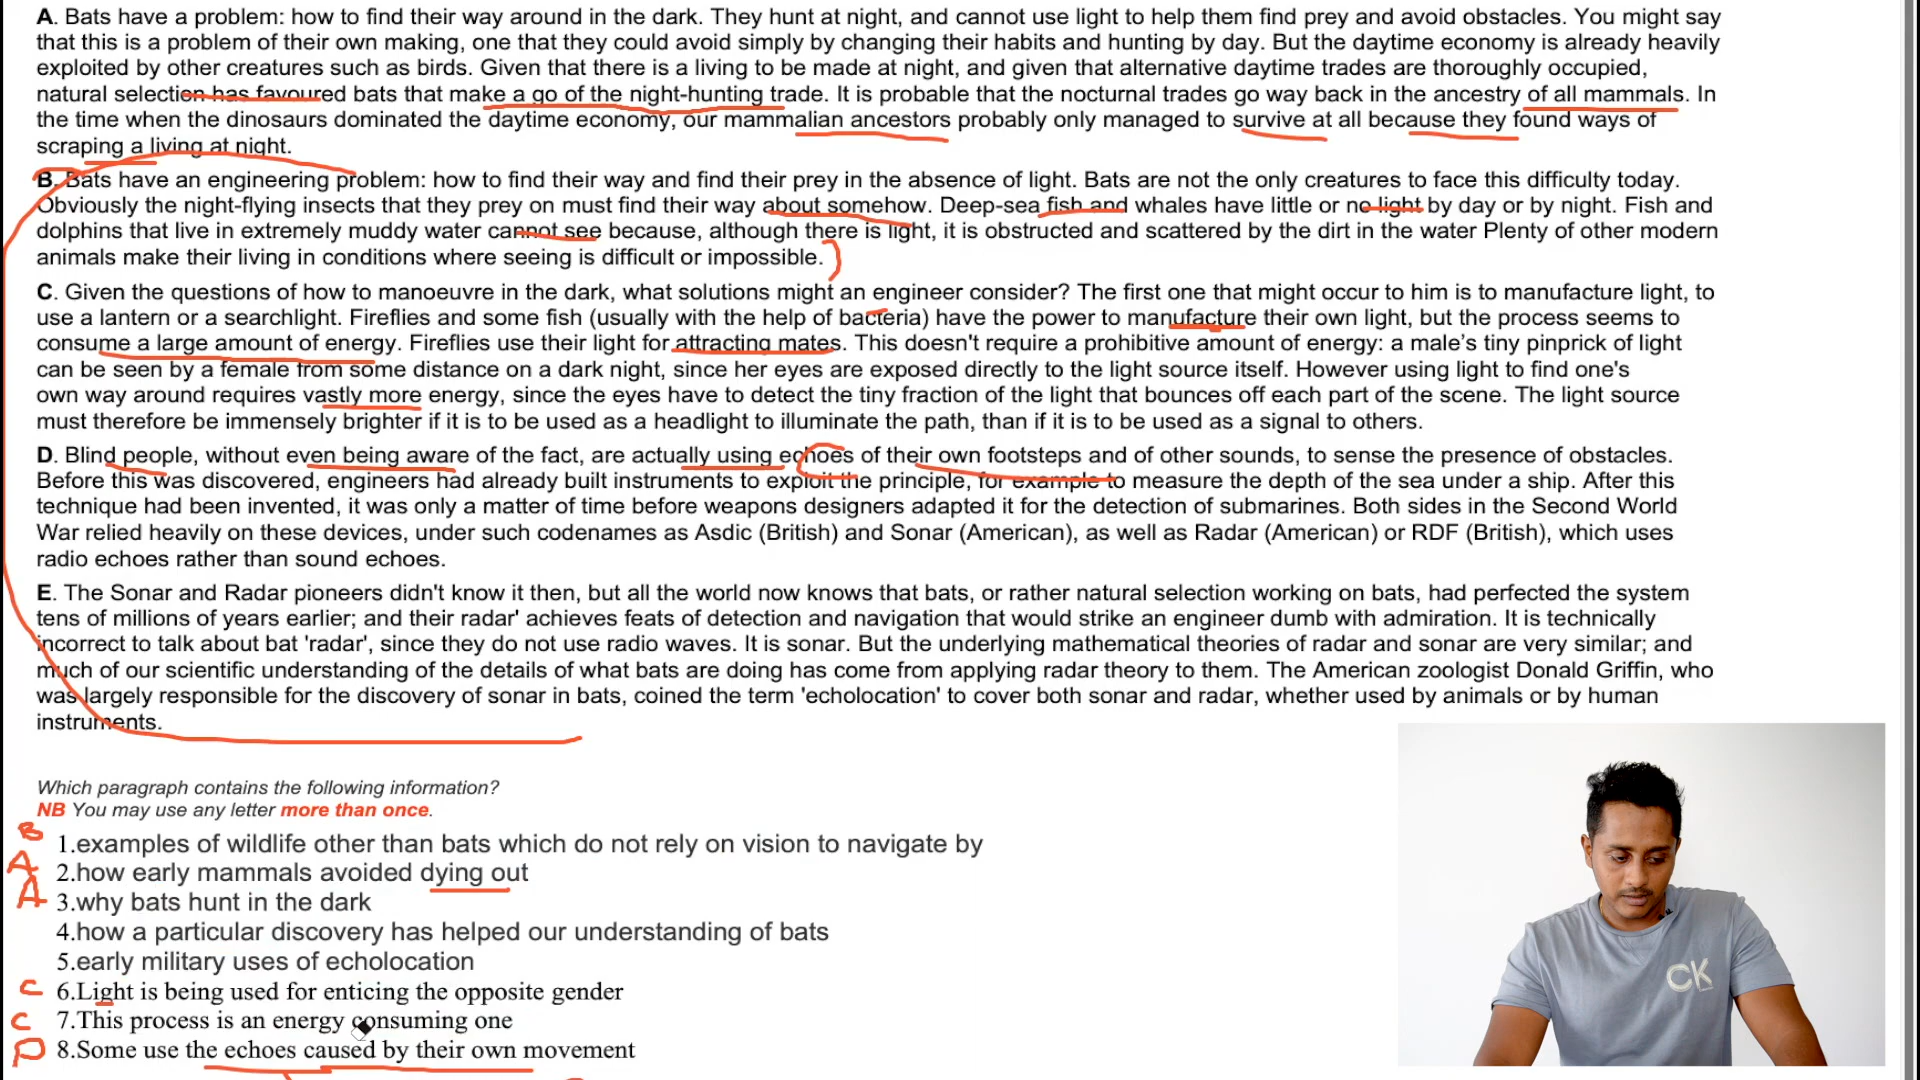 A. Bats have a problem: how to find their way around in the dark. They hunt at night, and cannot use light to help them find prey and avoid obstacles. You might say
that this is a problem of their own making, one that they could avoid simply by changing their habits and hunting by day. But the daytime economy is already heavily
exploited by other creatures such as birds. Given that there is a living to be made at night, and given that alternative daytime trades are thoroughly occupied,
natural selection has favoured bats that make a go of the night-hunting trade. It is probable that the nocturnal trades go way back in the ancestry of all mammals. In
the time when the dinosaurs dominated the daytime economy, our mammalian ancestors probably only managed to survive at all because they found ways of
scraping a living at night.
B. Bats have an engineering problem: how to find their way and find their prey in the absence of light. Bats are not the only creatures to face this difficulty today.
Obviously the night-flying insects that they prey on must find their way about somehow. Deep-sea fish and whales have little or no light by day or by night. Fish and
dolphins that live in extremely muddy water cannot see because, although there is light, it is obstructed and scattered by the dirt in the water Plenty of other modern
animals make their living in conditions where seeing is difficult or impossible.
C. Given the questions of how to manoeuvre in the dark, what solutions might an engineer consider? The first one that might occur to him is to manufacture light, to
use a lantern or a searchlight. Fireflies and some fish (usually with the help of bacteria) have the power to manufacture their own light, but the process seems to
consume a large amount of energy. Fireflies use their light for attracting mates. This doesn't require a prohibitive amount of energy: a male’s tiny pinprick of light
can be seen by a female from some distance on a dark night, since her eyes are exposed directly to the light source itself. However using light to find one's
own way around requires vastly more energy, since the eyes have to detect the tiny fraction of the light that bounces off each part of the scene. The light source
must therefore be immensely brighter if it is to be used as a headlight to illuminate the path, than if it is to be used as a signal to others.
D. Blind people, without even being aware of the fact, are actually using echoes of their own footsteps and of other sounds, to sense the presence of obstacles.
Before this was discovered, engineers had already built instruments to exploit the principle, for example to measure the depth of the sea under a ship. After this
technique had been invented, it was only a matter of time before weapons designers adapted it for the detection of submarines. Both sides in the Second World
War relied heavily on these devices, under such codenames as Asdic (British) and Sonar (American), as well as Radar (American) or RDF (British), which uses
radio echoes rather than sound echoes.
E. The Sonar and Radar pioneers didn't know it then, but all the world now knows that bats, or rather natural selection working on bats, had perfected the system
tens of millions of years earlier; and their radar' achieves feats of detection and navigation that would strike an engineer dumb with admiration. It is technically
incorrect to talk about bat 'radar', since they do not use radio waves. It is sonar. But the underlying mathematical theories of radar and sonar are very similar; and
much of our scientific understanding of the details of what bats are doing has come from applying radar theory to them. The American zoologist Donald Griffin, who
was largely responsible for the discovery of sonar in bats, coined the term 'echolocation' to cover both sonar and radar, whether used by animals or by human
instruments.
Which paragraph contains the following information?
NB You may use any letter more than once.
B 1.examples of wildlife other than bats which do not rely on vision to navigate by
A 2.how early mammals avoided dying out
A 3.why bats hunt in the dark
4.how a particular discovery has helped our understanding of bats
5.early military uses of echolocation
C 6.Light is being used for enticing the opposite gender
C 7.This process is an energy consuming one
D 8.Some use the echoes caused by their own movement
CK